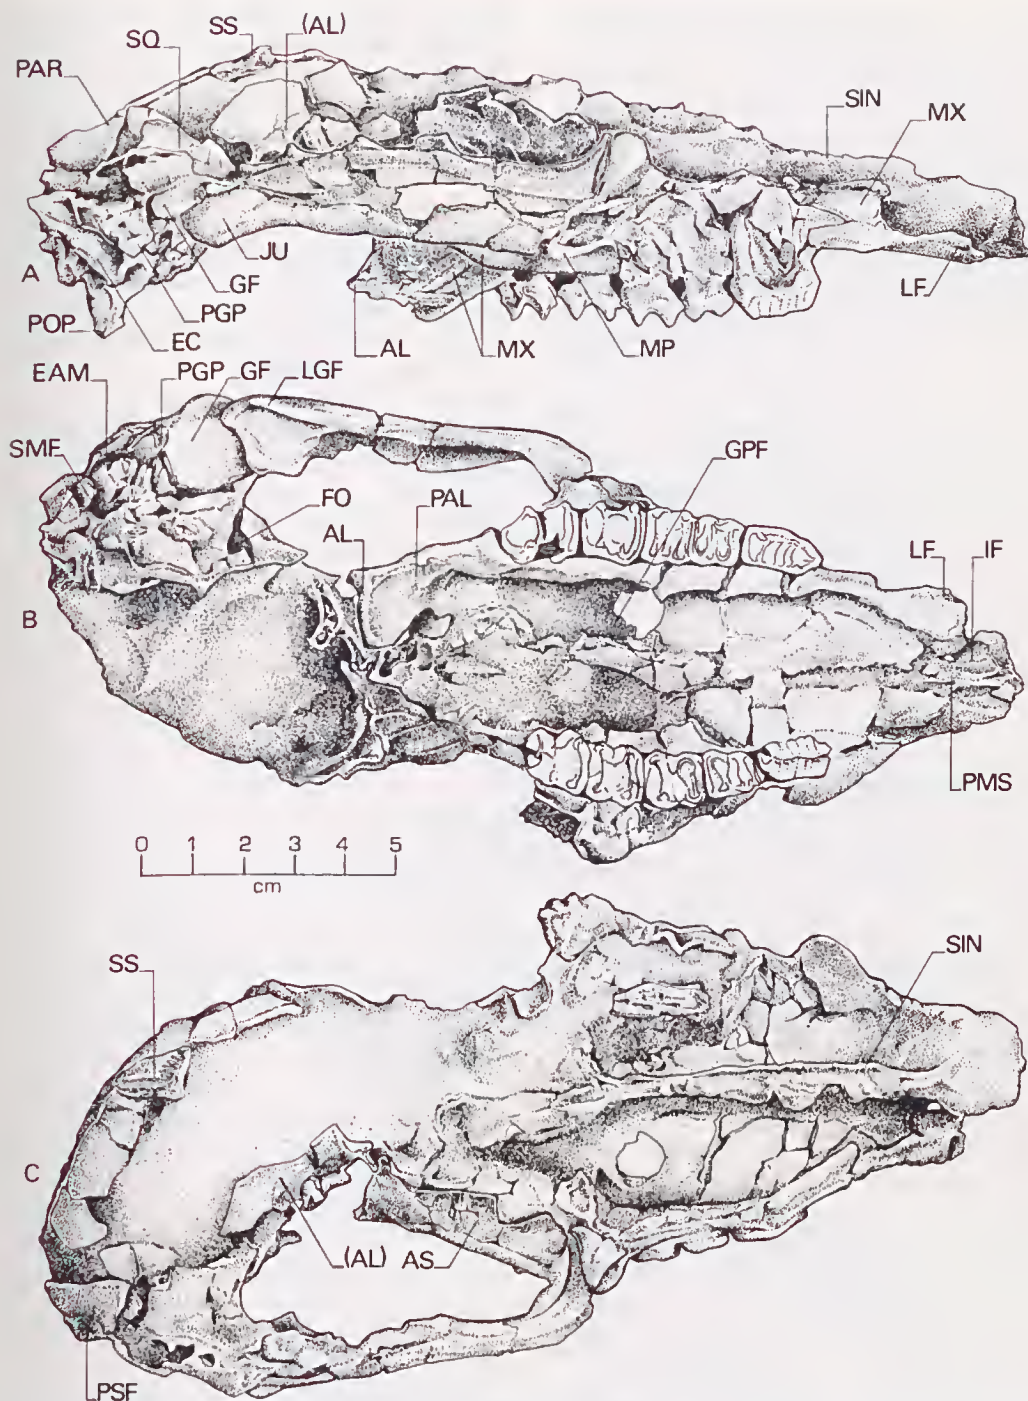 SQ SS (AL)
PAR SIN MX
A JU GF LF
POP EC PGP AL MX MP
EAM PGP GF LGF
SMF GPF
FO PAL
AL LF IF
B
PMS
0 1 2 3 4 5
cm
SS SIN
C
(AL) AS
PSF